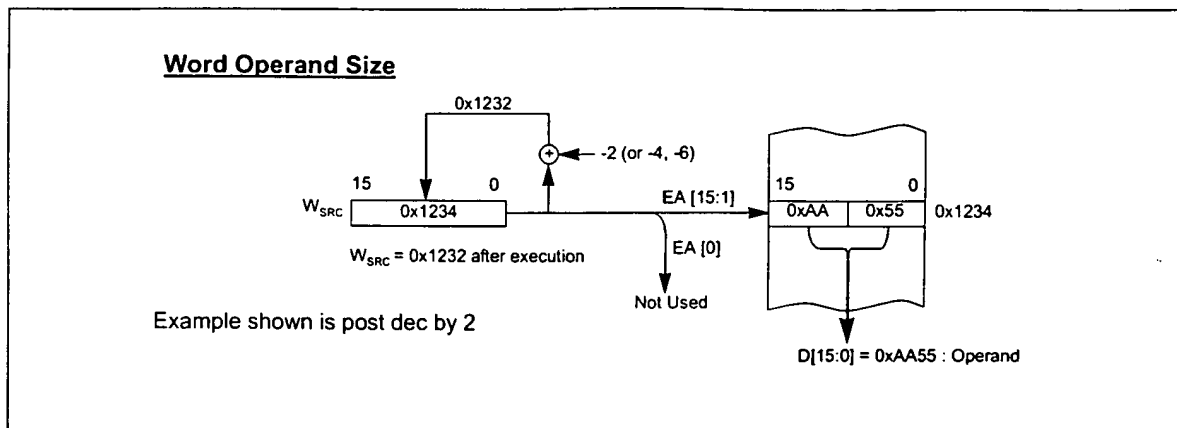 Word Operand Size
0x1232
-2 (or -4, -6)
15 0
15 0
W_SRC 0x1234
EA [15:1]
0xAA 0x55 0x1234
EA [0]
W_SRC = 0x1232 after execution
Not Used
Example shown is post dec by 2
D[15:0] = 0xAA55 : Operand